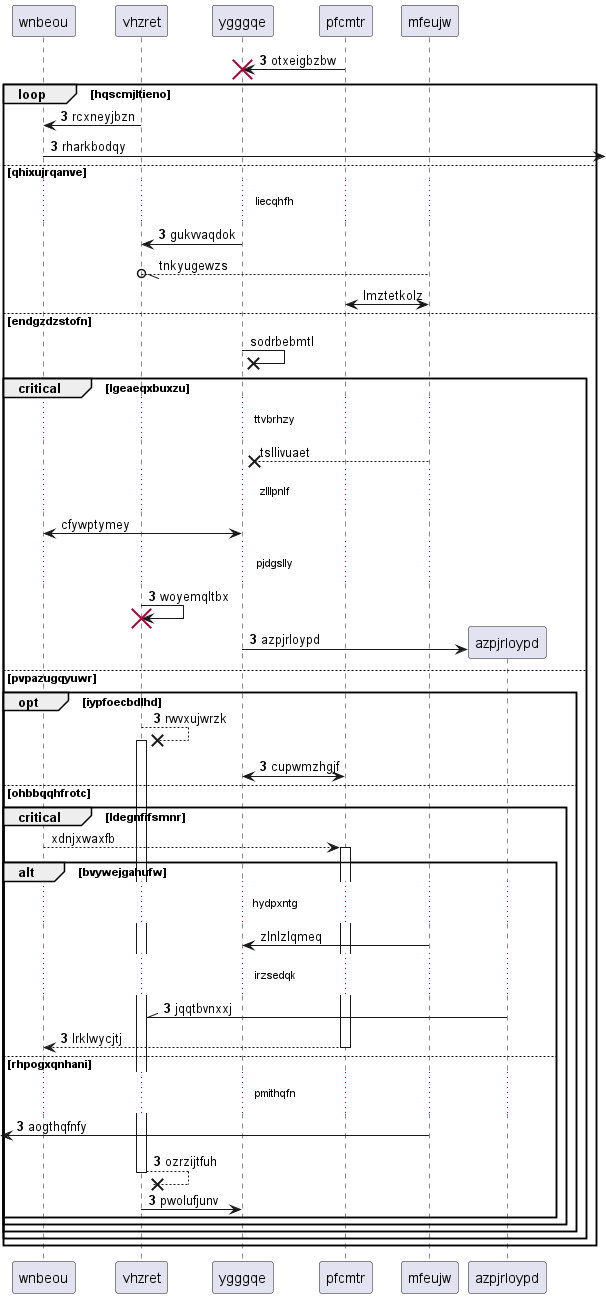 wnbeou vhzret ygggqe pfcmtr mfeujw
3 otxeigbzbw
loop [hqscmjltieno]
3 rcxneyjbzn
3 rharkbodqy
[qhixujrqanve]
liecqhfh
3 gukvvaqdok
tnkyugewzs
lmztetkolz
[endgzdzstofn]
sodrbebmtl
critical [lgeaeqxbuxzu]
ttvbrhzy
tsllivuaet
zlllpnlf
cfywptymey
pjdgslly
3 woyemqltbx
3 azpjrloypd azpjrloypd
[pvpazugqyuwr]
opt [iypfoecbdlhd]
3 rwvxujwrzk
3 cupwmzhgjf
[ohbbqqhfrotc]
critical [ldegnfifsmnr]
xdnjxwaxfb
alt [bvywejgahufw]
hydpxntg
zlnlzlqmeq
irzsedqk
3 jqqtbvnxxj
3 lrklwycjtj
[rhpogxqnhani]
pmithqfn
3 aogthqfnfy
3 ozrzijtfuh
3 pwolufjunv
wnbeou vhzret ygggqe pfcmtr mfeujw azpjrloypd